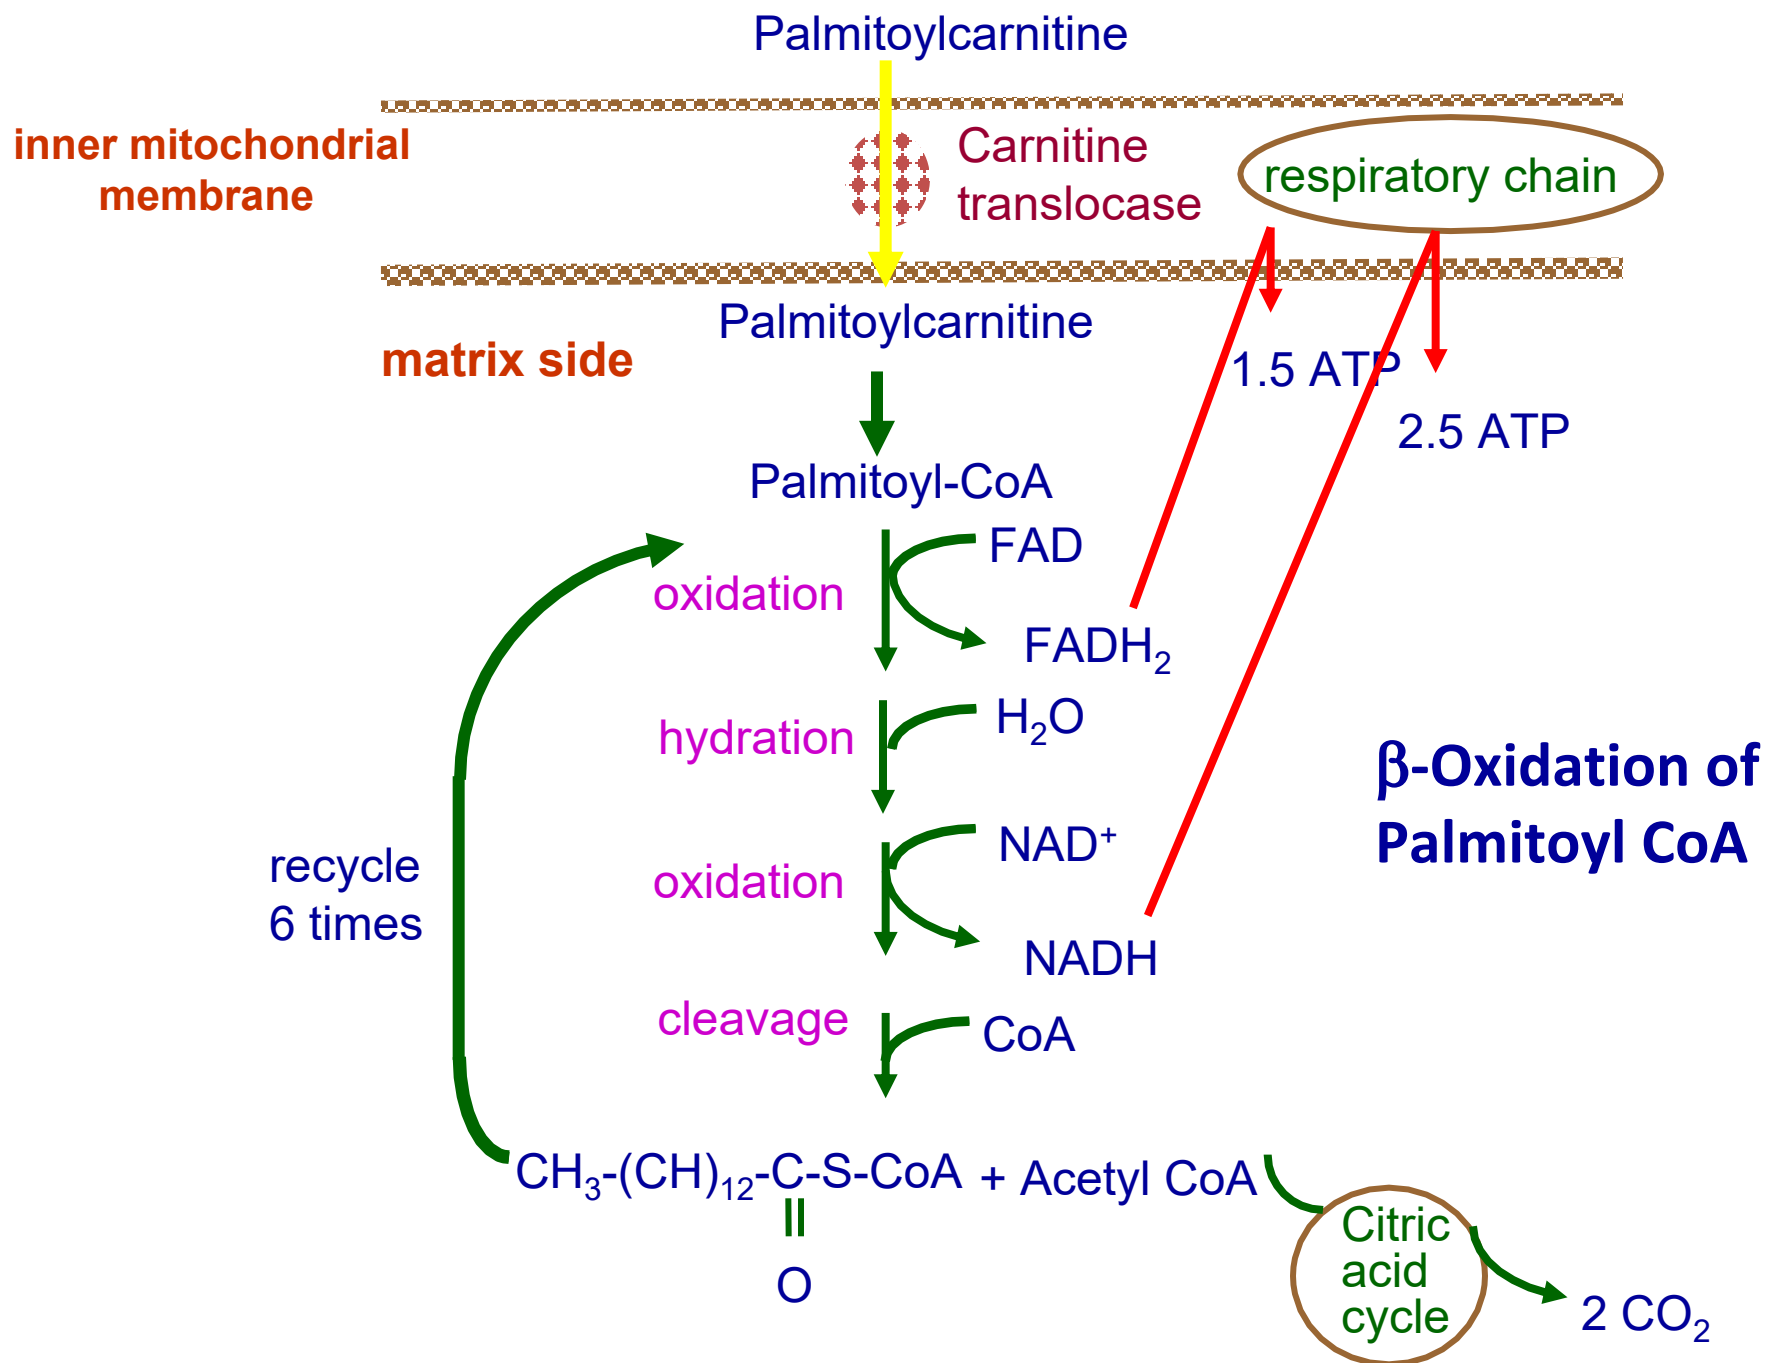 Palmitoylcarnitine
inner mitochondrial
membrane
Carnitine
translocase
respiratory chain
Palmitoylcarnitine
matrix side
1.5 ATP
2.5 ATP
Palmitoyl-CoA
FAD
oxidation
FADH₂
H₂O
hydration
β-Oxidation of
Palmitoyl CoA
NAD⁺
recycle
6 times
oxidation
NADH
cleavage
CoA
CH₃-(CH)₁₂-C-S-CoA + Acetyl CoA
O
Citric
acid
cycle
2 CO₂